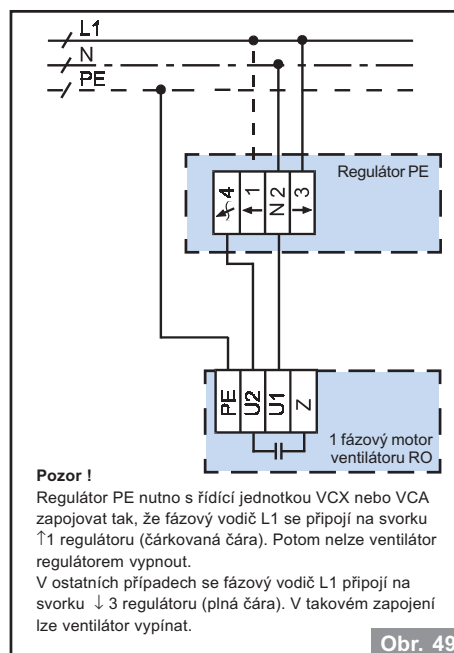 L1
N
PE
Regulátor PE
4
↑ 1
N 2
↓ 3
PE
U2
U1
Z
1 fázový motor
ventilátoru RO
Pozor !
Regulátor PE nutno s řídící jednotkou VCX nebo VCA
zapojovat tak, že fázový vodič L1 se připojí na svorku
↑1 regulátoru (čárkovaná čára). Potom nelze ventilátor
regulátorem vypnout.
V ostatních případech se fázový vodič L1 připojí na
svorku ↓ 3 regulátoru (plná čára). V takovém zapojení
lze ventilátor vypínat.
Obr. 49